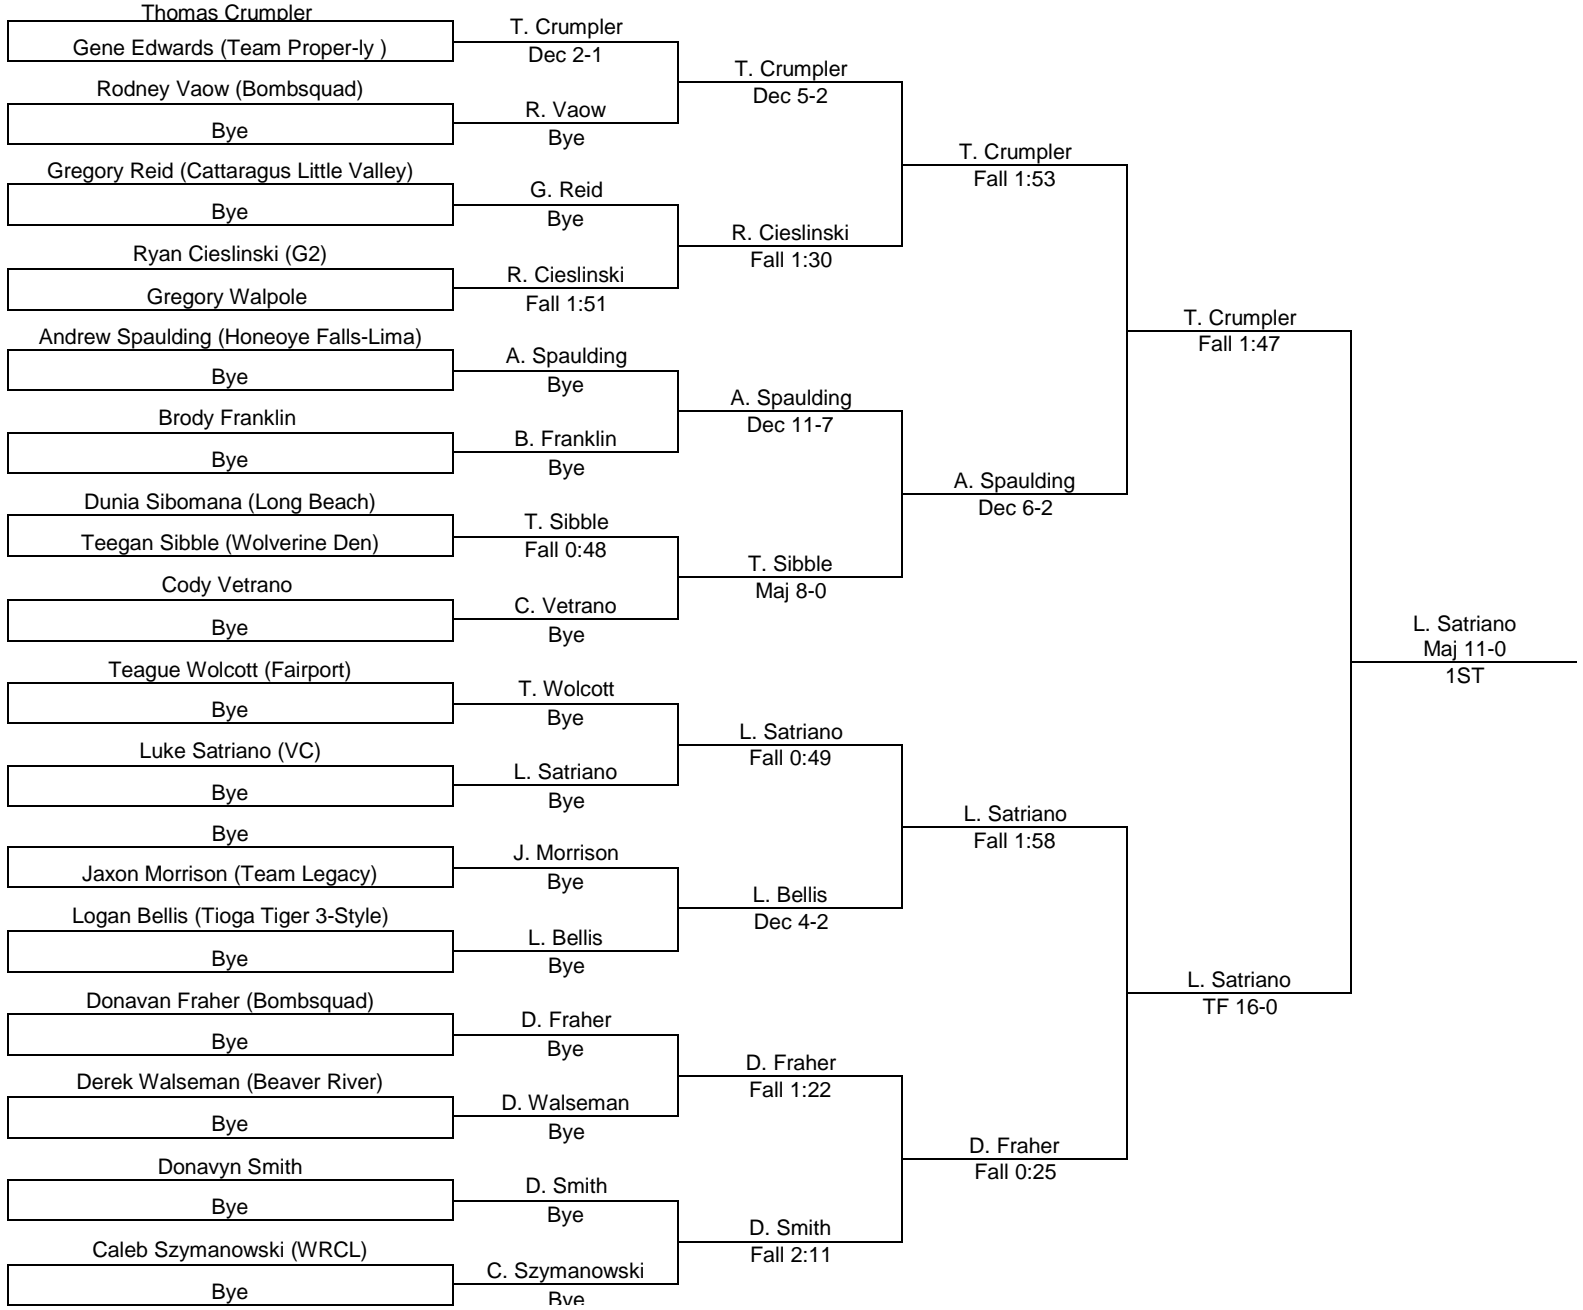 Thomas Crumpler
Gene Edwards (Team Proper-ly )
Rodney Vaow (Bombsquad)
Bye
Gregory Reid (Cattaragus Little Valley)
Bye
Ryan Cieslinski (G2)
Gregory Walpole
Andrew Spaulding (Honeoye Falls-Lima)
Bye
Brody Franklin
Bye
Dunia Sibomana (Long Beach)
Teegan Sibble (Wolverine Den)
Cody Vetrano
Bye
Teague Wolcott (Fairport)
Bye
Luke Satriano (VC)
Bye
Bye
Jaxon Morrison (Team Legacy)
Logan Bellis (Tioga Tiger 3-Style)
Bye
Donavan Fraher (Bombsquad)
Bye
Derek Walseman (Beaver River)
Bye
Donavyn Smith
Bye
Caleb Szymanowski (WRCL)
Bye
T. Crumpler
Dec 2-1
R. Vaow
Bye
G. Reid
Bye
R. Cieslinski
Fall 1:51
A. Spaulding
Bye
B. Franklin
Bye
T. Sibble
Fall 0:48
C. Vetrano
Bye
T. Wolcott
Bye
L. Satriano
Bye
J. Morrison
Bye
L. Bellis
Bye
D. Fraher
Bye
D. Walseman
Bye
D. Smith
Bye
C. Szymanowski
Bye
T. Crumpler
Dec 5-2
R. Cieslinski
Fall 1:30
A. Spaulding
Dec 11-7
T. Sibble
Maj 8-0
L. Satriano
Fall 0:49
L. Bellis
Dec 4-2
D. Fraher
Fall 1:22
D. Smith
Fall 2:11
T. Crumpler
Fall 1:53
A. Spaulding
Dec 6-2
L. Satriano
Fall 1:58
D. Fraher
Fall 0:25
T. Crumpler
Fall 1:47
L. Satriano
TF 16-0
L. Satriano
Maj 11-0
1ST